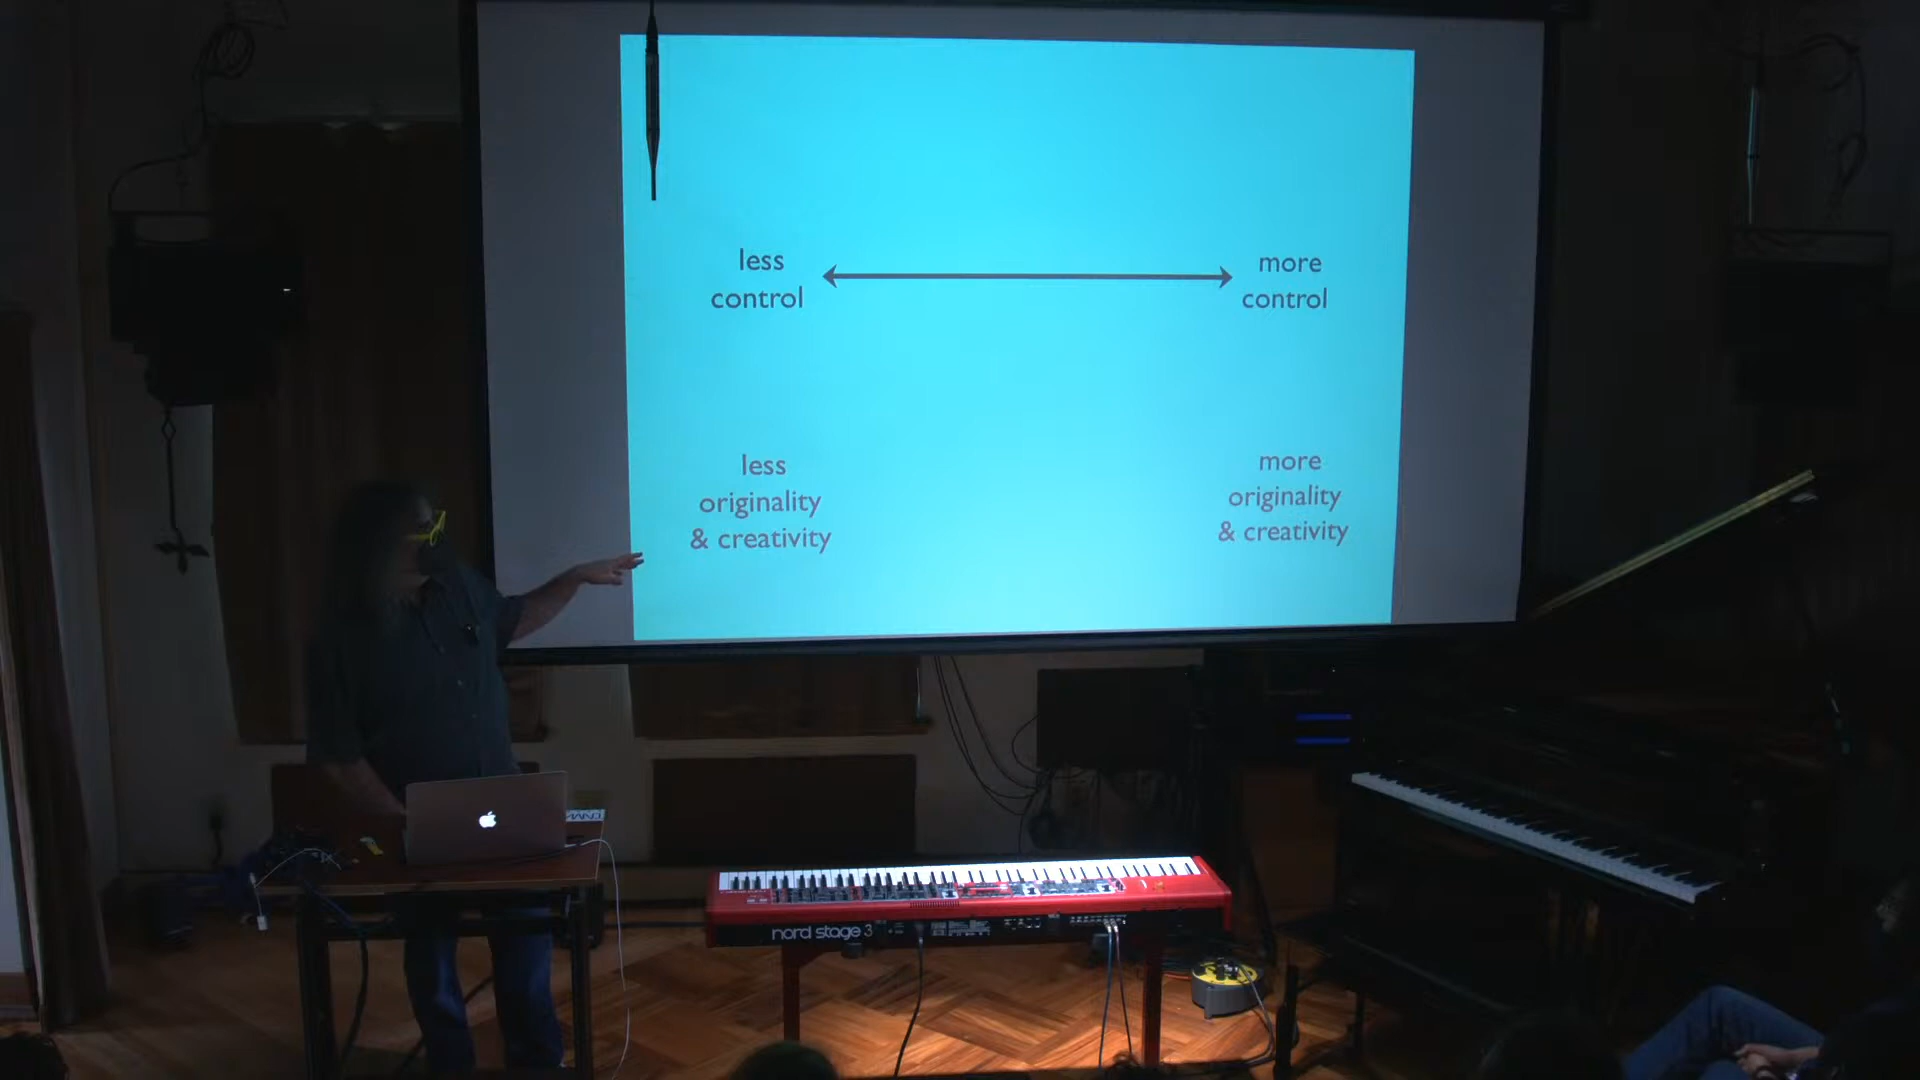 less
control
more
control
less
originality
& creativity
more
originality
& creativity
nord stage 3